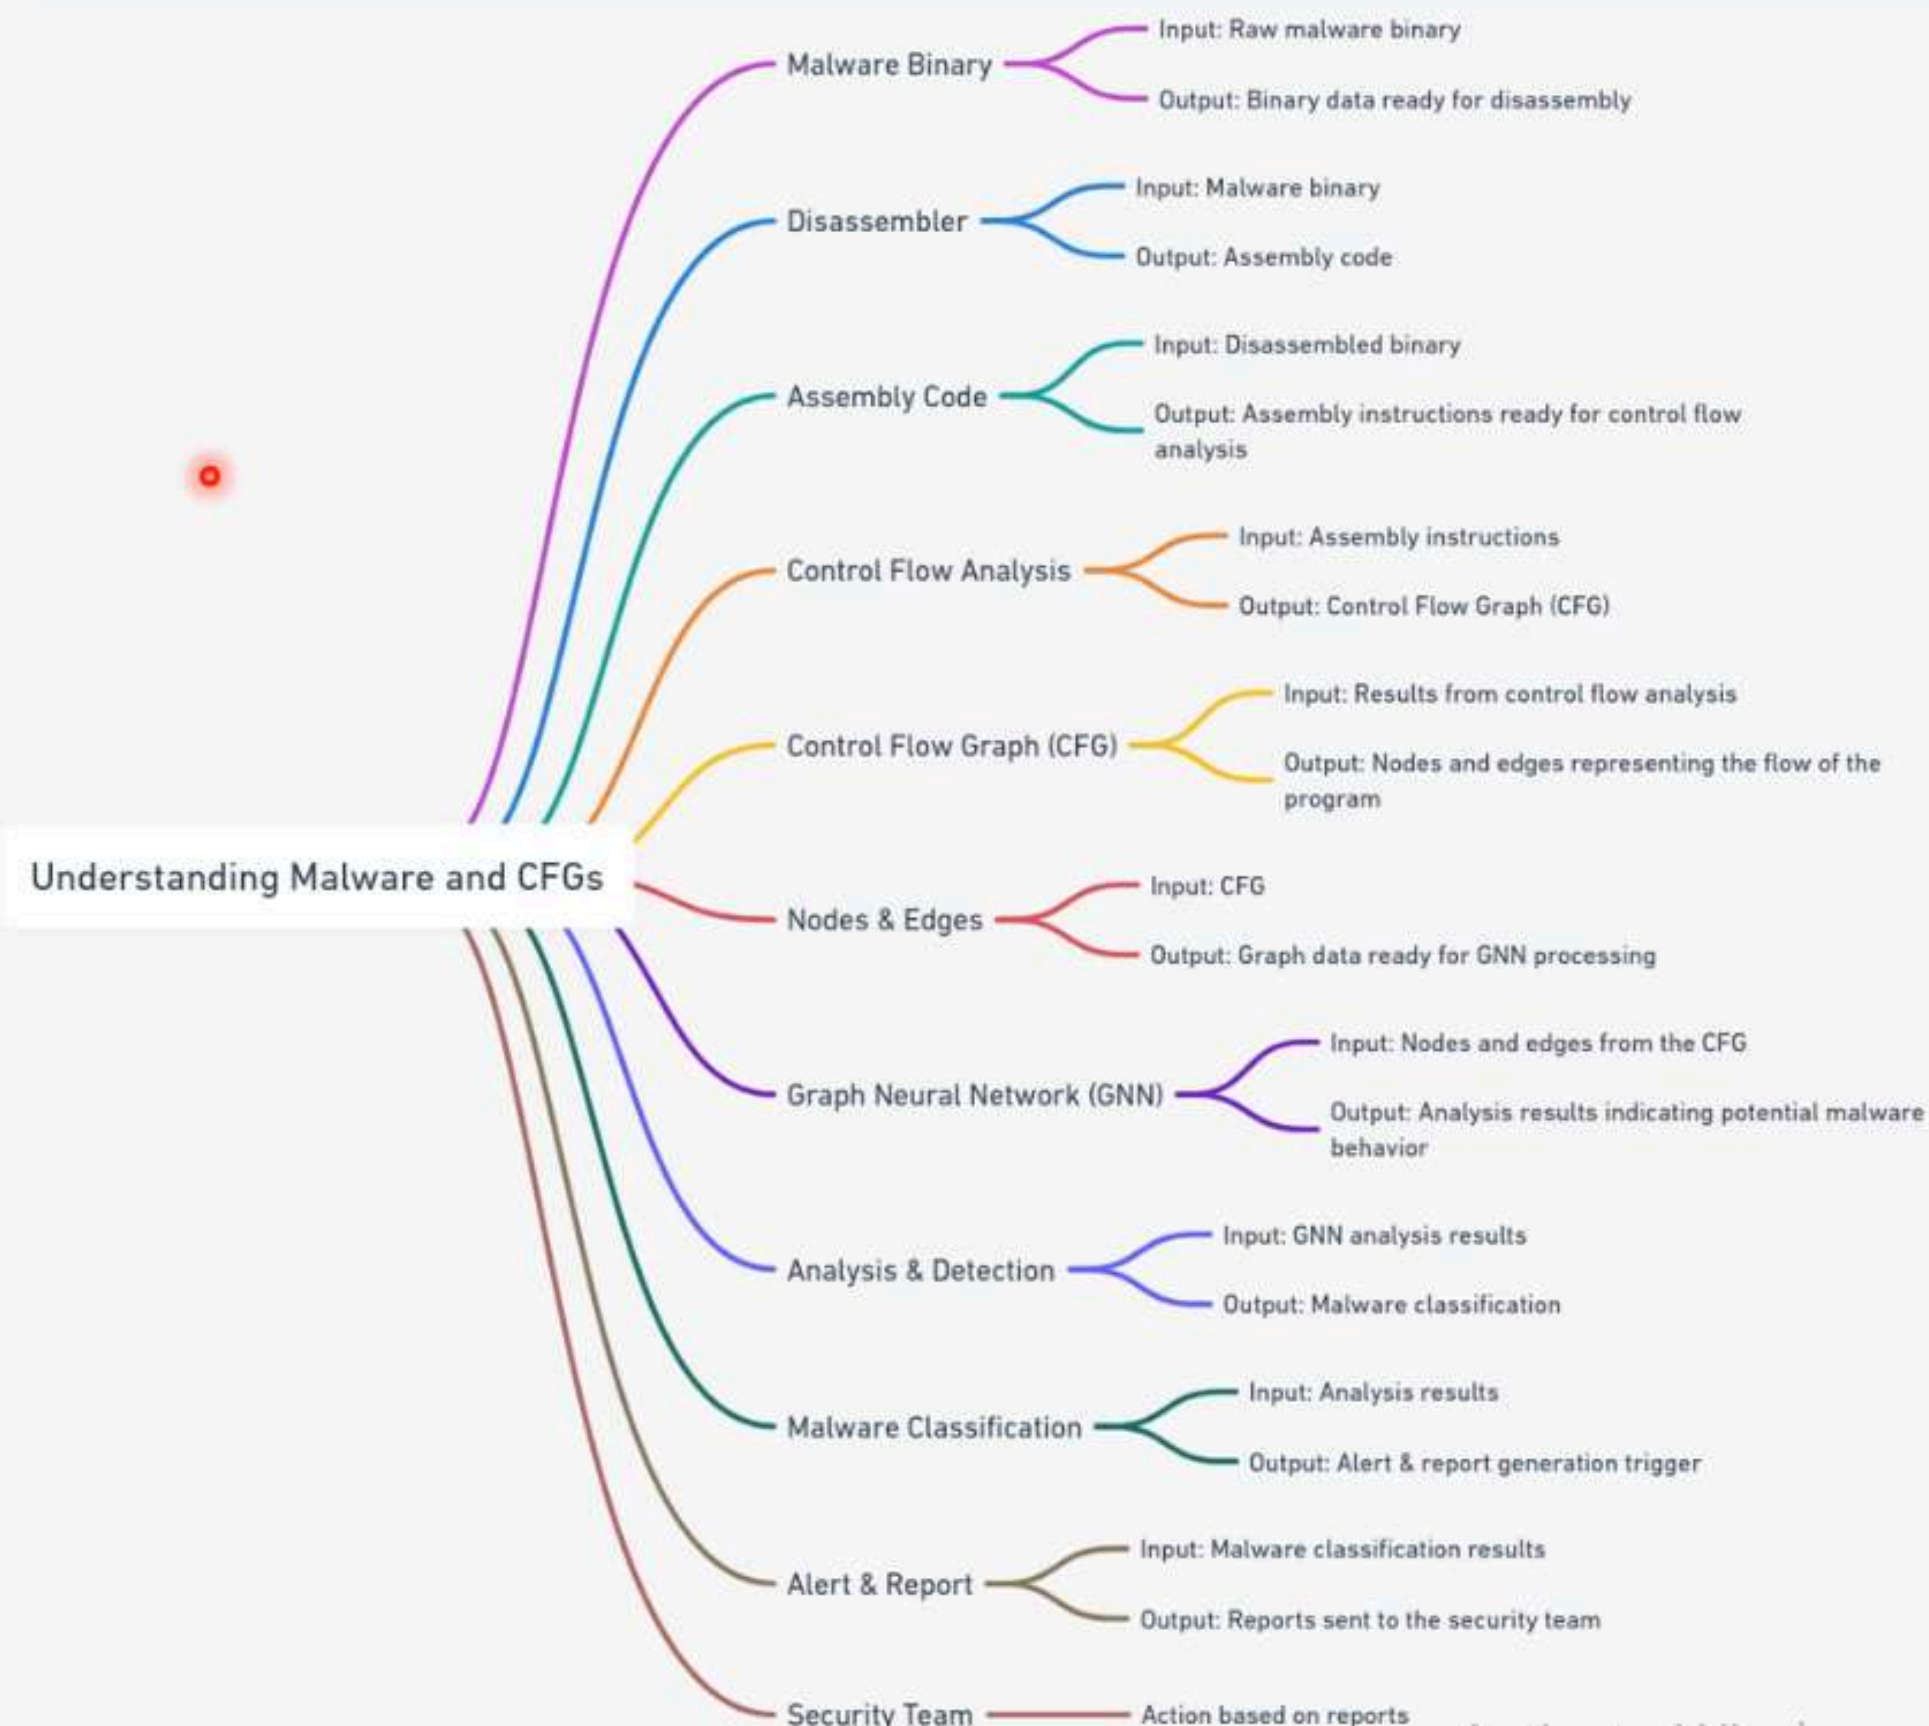 Input: Raw malware binary
Malware Binary
Output: Binary data ready for disassembly
Input: Malware binary
Disassembler
Output: Assembly code
Input: Disassembled binary
Assembly Code
Output: Assembly instructions ready for control flow
analysis
Input: Assembly instructions
Control Flow Analysis
Output: Control Flow Graph (CFG)
Input: Results from control flow analysis
Control Flow Graph (CFG)
Output: Nodes and edges representing the flow of the
program
Understanding Malware and CFGs
Input: CFG
Nodes & Edges
Output: Graph data ready for GNN processing
Input: Nodes and edges from the CFG
Graph Neural Network (GNN)
Output: Analysis results indicating potential malware
behavior
Input: GNN analysis results
Analysis & Detection
Output: Malware classification
Input: Analysis results
Malware Classification
Output: Alert & report generation trigger
Input: Malware classification results
Alert & Report
Output: Reports sent to the security team
Security Team
Action based on reports